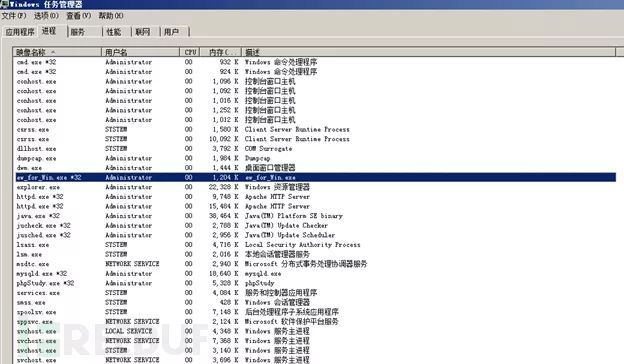 Windows 任务管理器
文件(F) 选项(O) 查看(V) 帮助(H)
应用程序 进程 服务 性能 联网 用户
映像名称 用户名 CPU 内存(... 描述
cmd.exe *32 Administrator 00 932 K Windows 命令处理程序
cmd.exe *32 Administrator 00 924 K Windows 命令处理程序
conhost.exe Administrator 00 1,096 K 控制台窗口主机
conhost.exe Administrator 00 1,092 K 控制台窗口主机
conhost.exe Administrator 00 1,016 K 控制台窗口主机
conhost.exe Administrator 00 1,252 K 控制台窗口主机
conhost.exe Administrator 00 1,012 K 控制台窗口主机
csrss.exe SYSTEM 00 1,580 K Client Server Runtime Process
csrss.exe SYSTEM 00 10,092 K Client Server Runtime Process
dllhost.exe SYSTEM 00 3,792 K COM Surrogate
dumpcap.exe Administrator 00 1,984 K Dumpcap
dwm.exe Administrator 00 1,444 K 桌面窗口管理器
ew_for_Win.exe *32 Administrator 00 1,204 K ew_for_Win.exe
explorer.exe Administrator 00 22,328 K Windows 资源管理器
httpd.exe *32 Administrator 00 9,748 K Apache HTTP Server
httpd.exe *32 Administrator 00 15,484 K Apache HTTP Server
java.exe *32 Administrator 00 38,464 K Java(TM) Platform SE binary
jucheck.exe *32 Administrator 00 2,788 K Java(TM) Update Checker
jusched.exe *32 Administrator 00 2,956 K Java(TM) Update Scheduler
lsass.exe SYSTEM 00 4,716 K Local Security Authority Process
lsm.exe SYSTEM 00 2,016 K 本地会话管理器服务
msdtc.exe NETWORK SERVICE 00 2,940 K Microsoft 分布式事务处理协调器服务
mysqld.exe *32 Administrator 00 18,640 K mysqld.exe
phpStudy.exe *32 Administrator 00 2,160 K phpStudy
services.exe SYSTEM 00 4,084 K 服务和控制器应用程序
smss.exe SYSTEM 00 428 K Windows 会话管理器
spoolsv.exe SYSTEM 00 7,148 K 后台处理程序子系统应用程序
sppsvc.exe NETWORK SERVICE 00 2,124 K Microsoft 软件保护平台服务
svchost.exe LOCAL SERVICE 00 4,348 K Windows 服务主进程
svchost.exe NETWORK SERVICE 00 7,368 K Windows 服务主进程
svchost.exe SYSTEM 00 3,440 K Windows 服务主进程
svchost.exe NETWORK SERVICE 00 3,696 K Windows 服务主进程